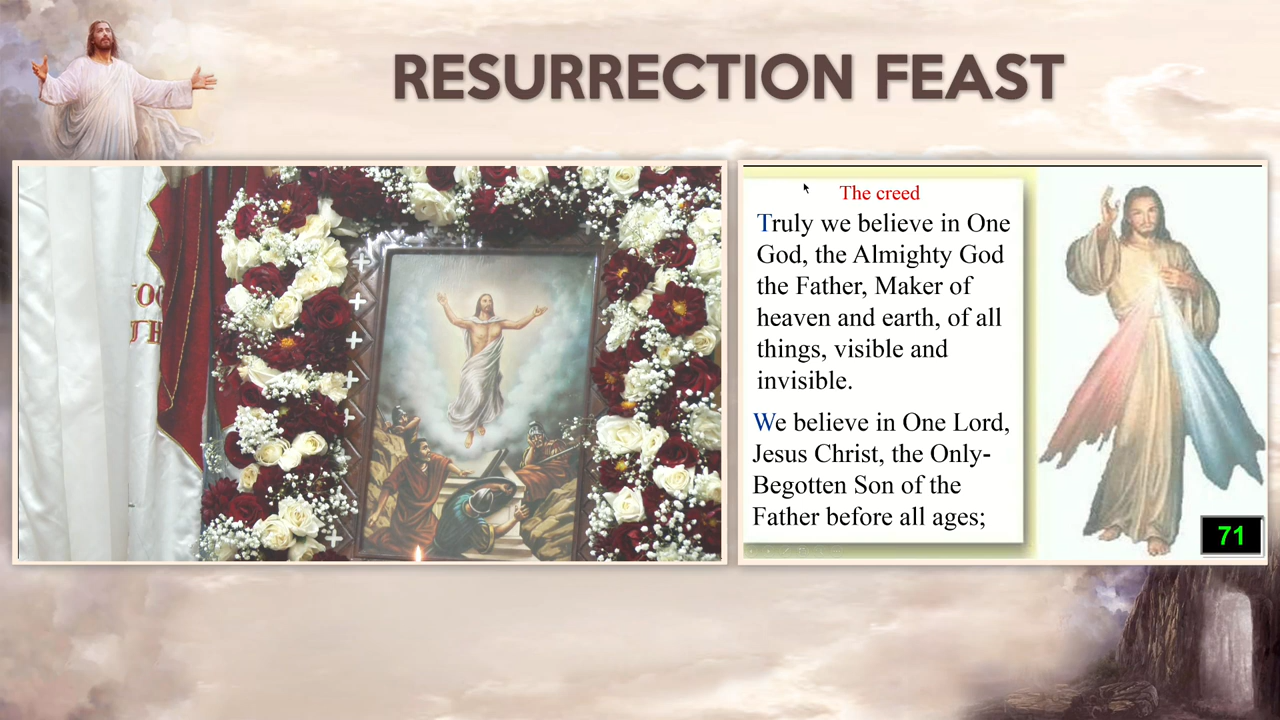 RESURRECTION FEAST
The creed
Truly we believe in One
God, the Almighty God
the Father, Maker of
heaven and earth, of all
things, visible and
invisible.
We believe in One Lord,
Jesus Christ, the Only-
Begotten Son of the
Father before all ages;
71